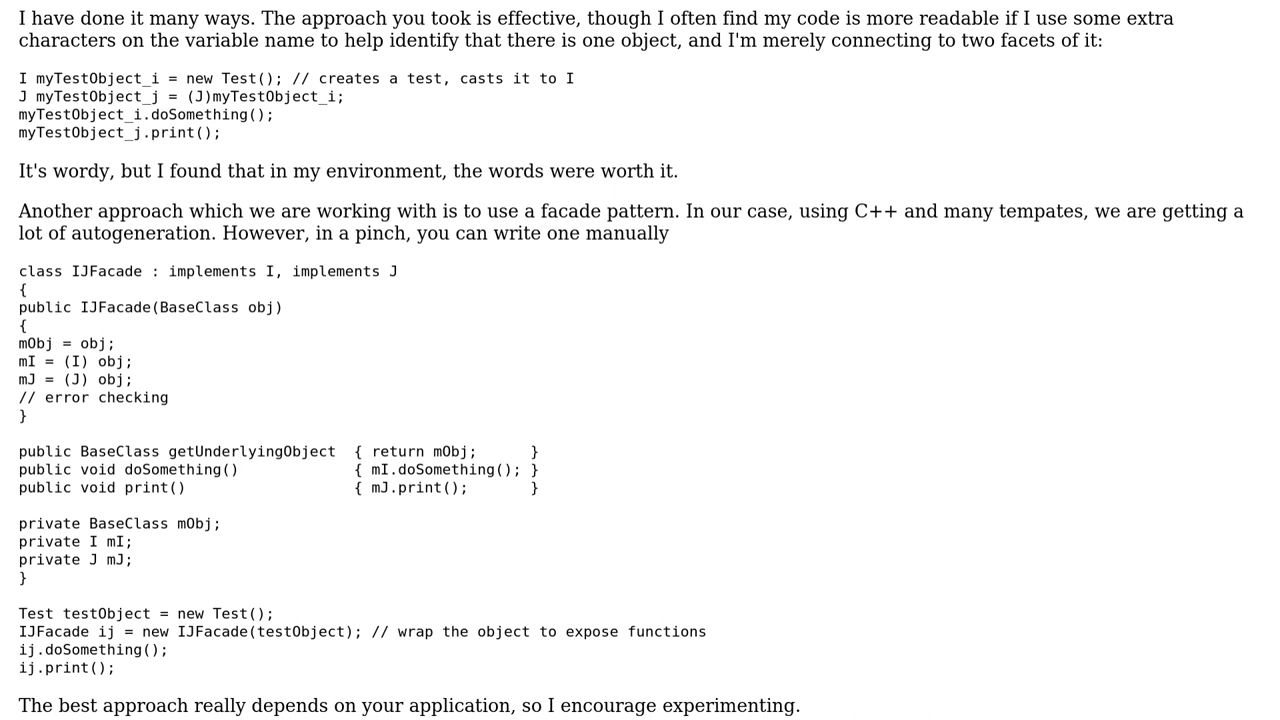 I have done it many ways. The approach you took is effective, though I often find my code is more readable if I use some extra
characters on the variable name to help identify that there is one object, and I'm merely connecting to two facets of it:
I myTestObject_i = new Test(); // creates a test, casts it to I
J myTestObject_j = (J)myTestObject_i;
myTestObject_i.doSomething();
myTestObject_j.print();
It's wordy, but I found that in my environment, the words were worth it.
Another approach which we are working with is to use a facade pattern. In our case, using C++ and many tempates, we are getting a
lot of autogeneration. However, in a pinch, you can write one manually
class IJFacade : implements I, implements J
{
public IJFacade(BaseClass obj)
{
mObj = obj;
mI = (I) obj;
mJ = (J) obj;
// error checking
}
public BaseClass getUnderlyingObject  { return mObj;      }
public void doSomething()             { mI.doSomething(); }
public void print()                   { mJ.print();       }
private BaseClass mObj;
private I mI;
private J mJ;
}
Test testObject = new Test();
IJFacade ij = new IJFacade(testObject); // wrap the object to expose functions
ij.doSomething();
ij.print();
The best approach really depends on your application, so I encourage experimenting.